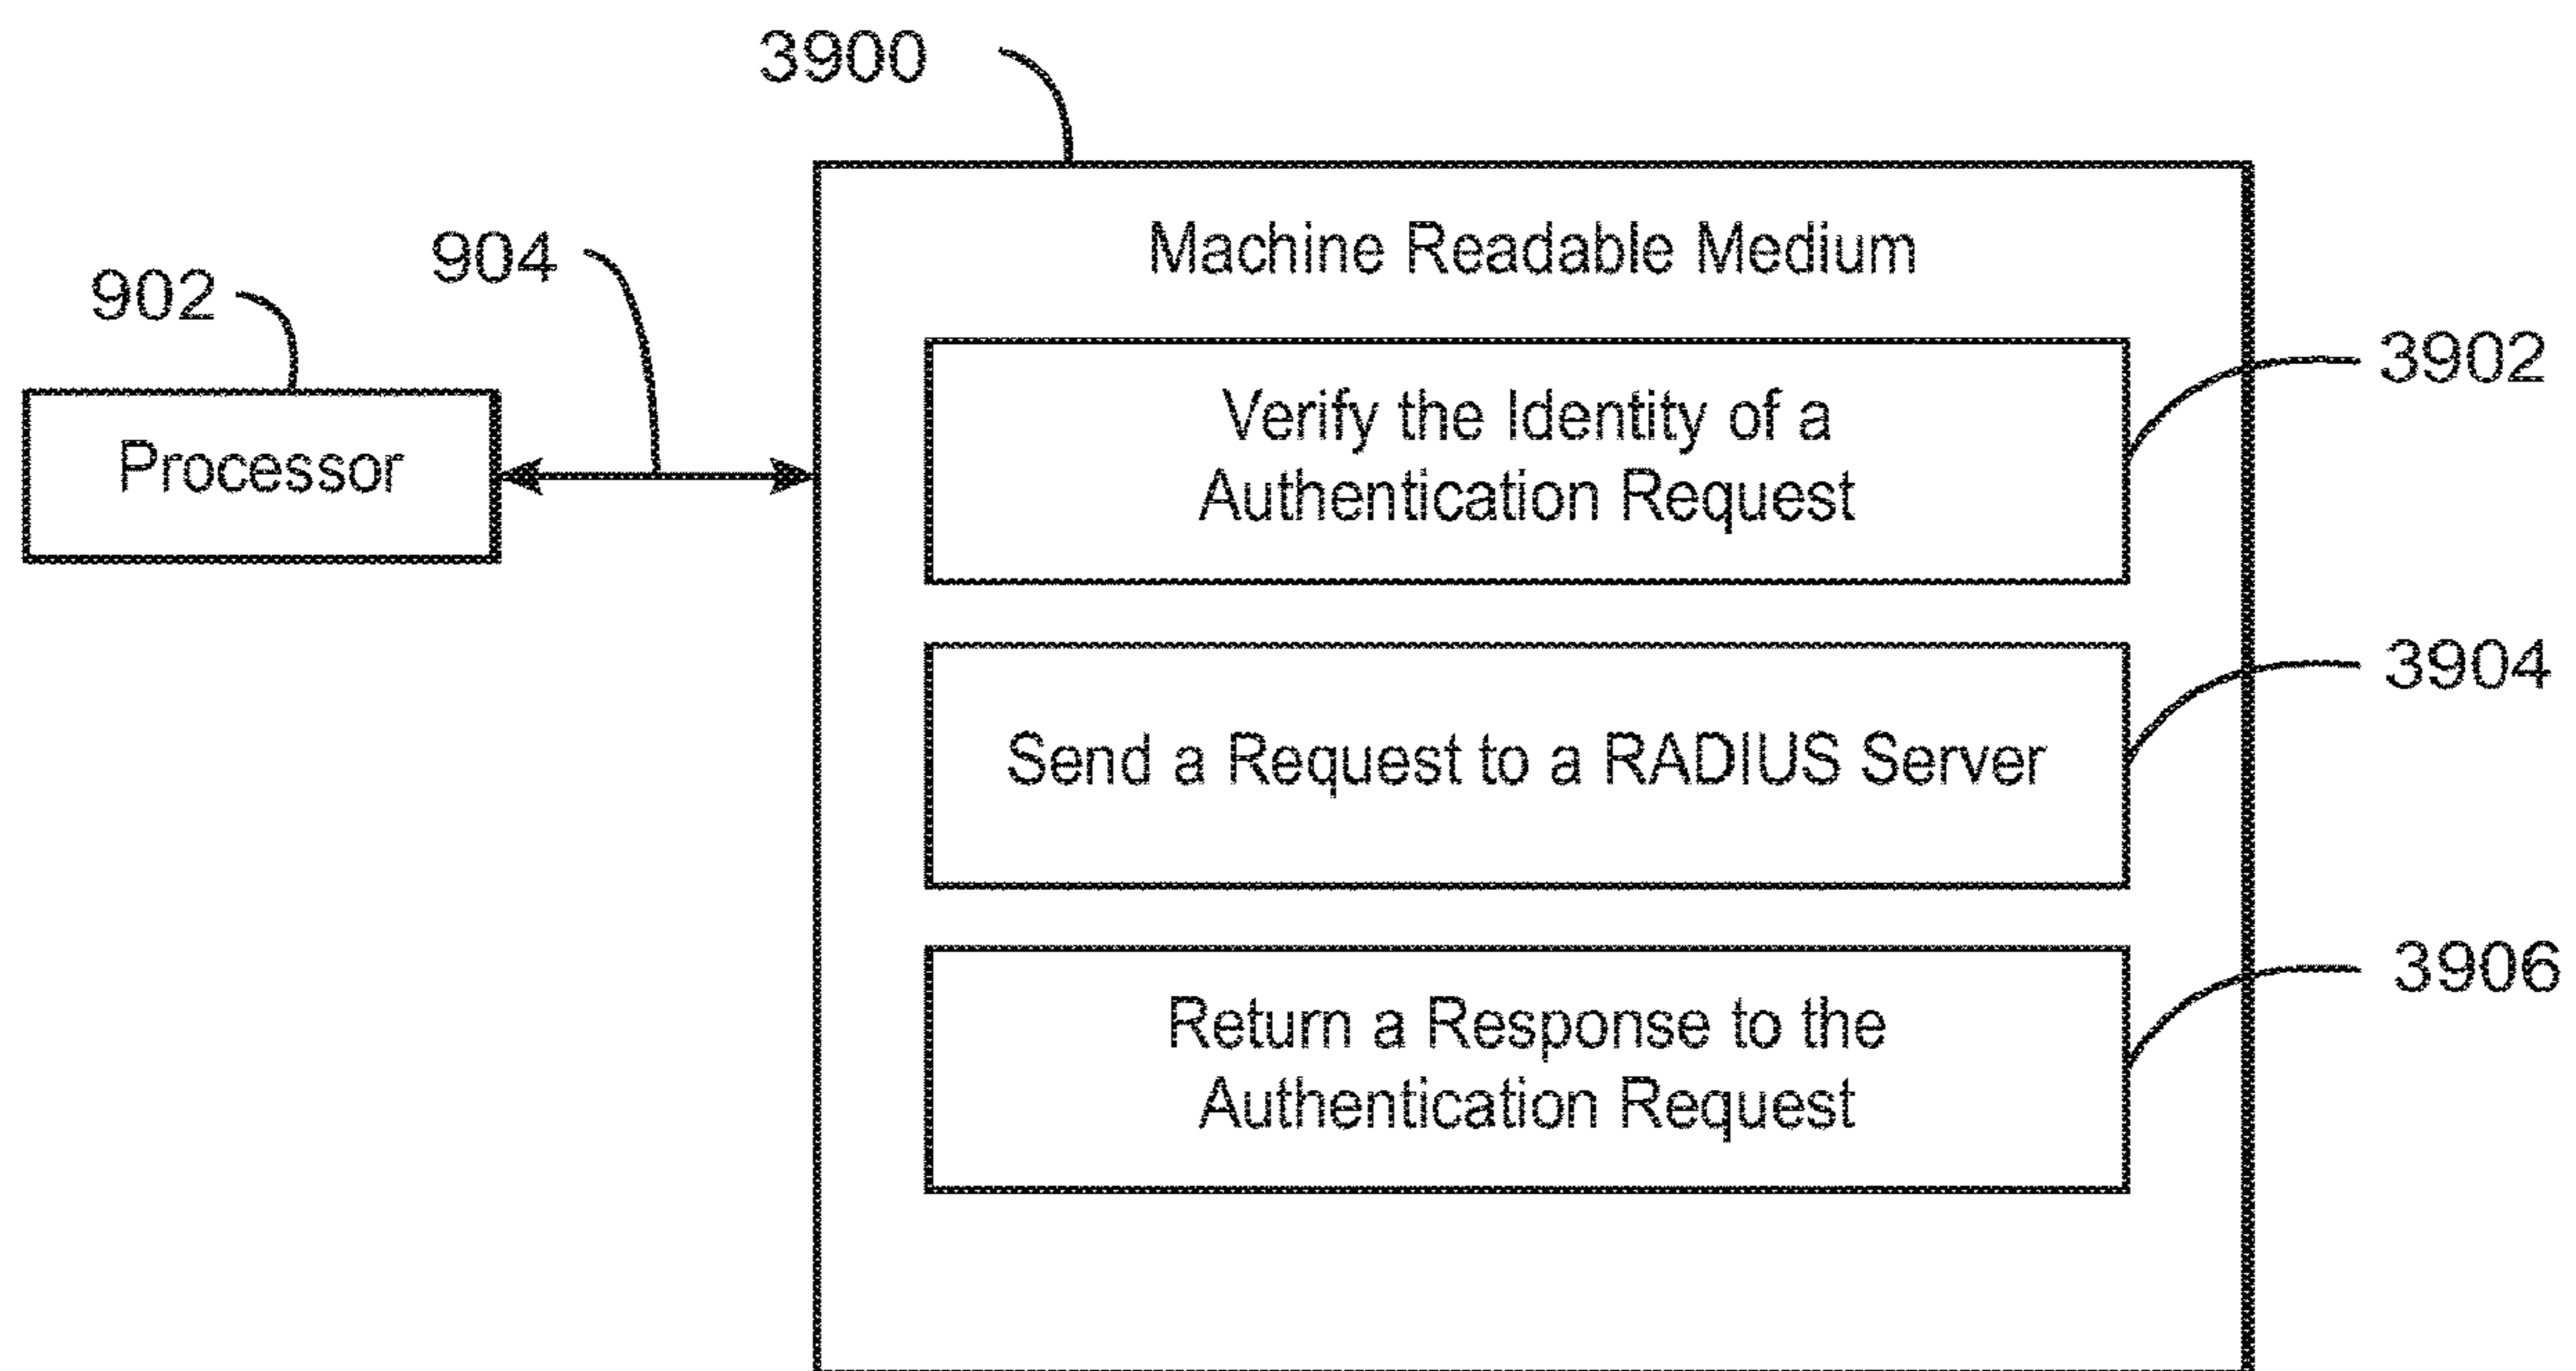 3900
904
902
Machine Readable Medium
Processor
Verify the Identity of a
Authentication Request
3902
Send a Request to a RADIUS Server
3904
Return a Response to the
Authentication Request
3906